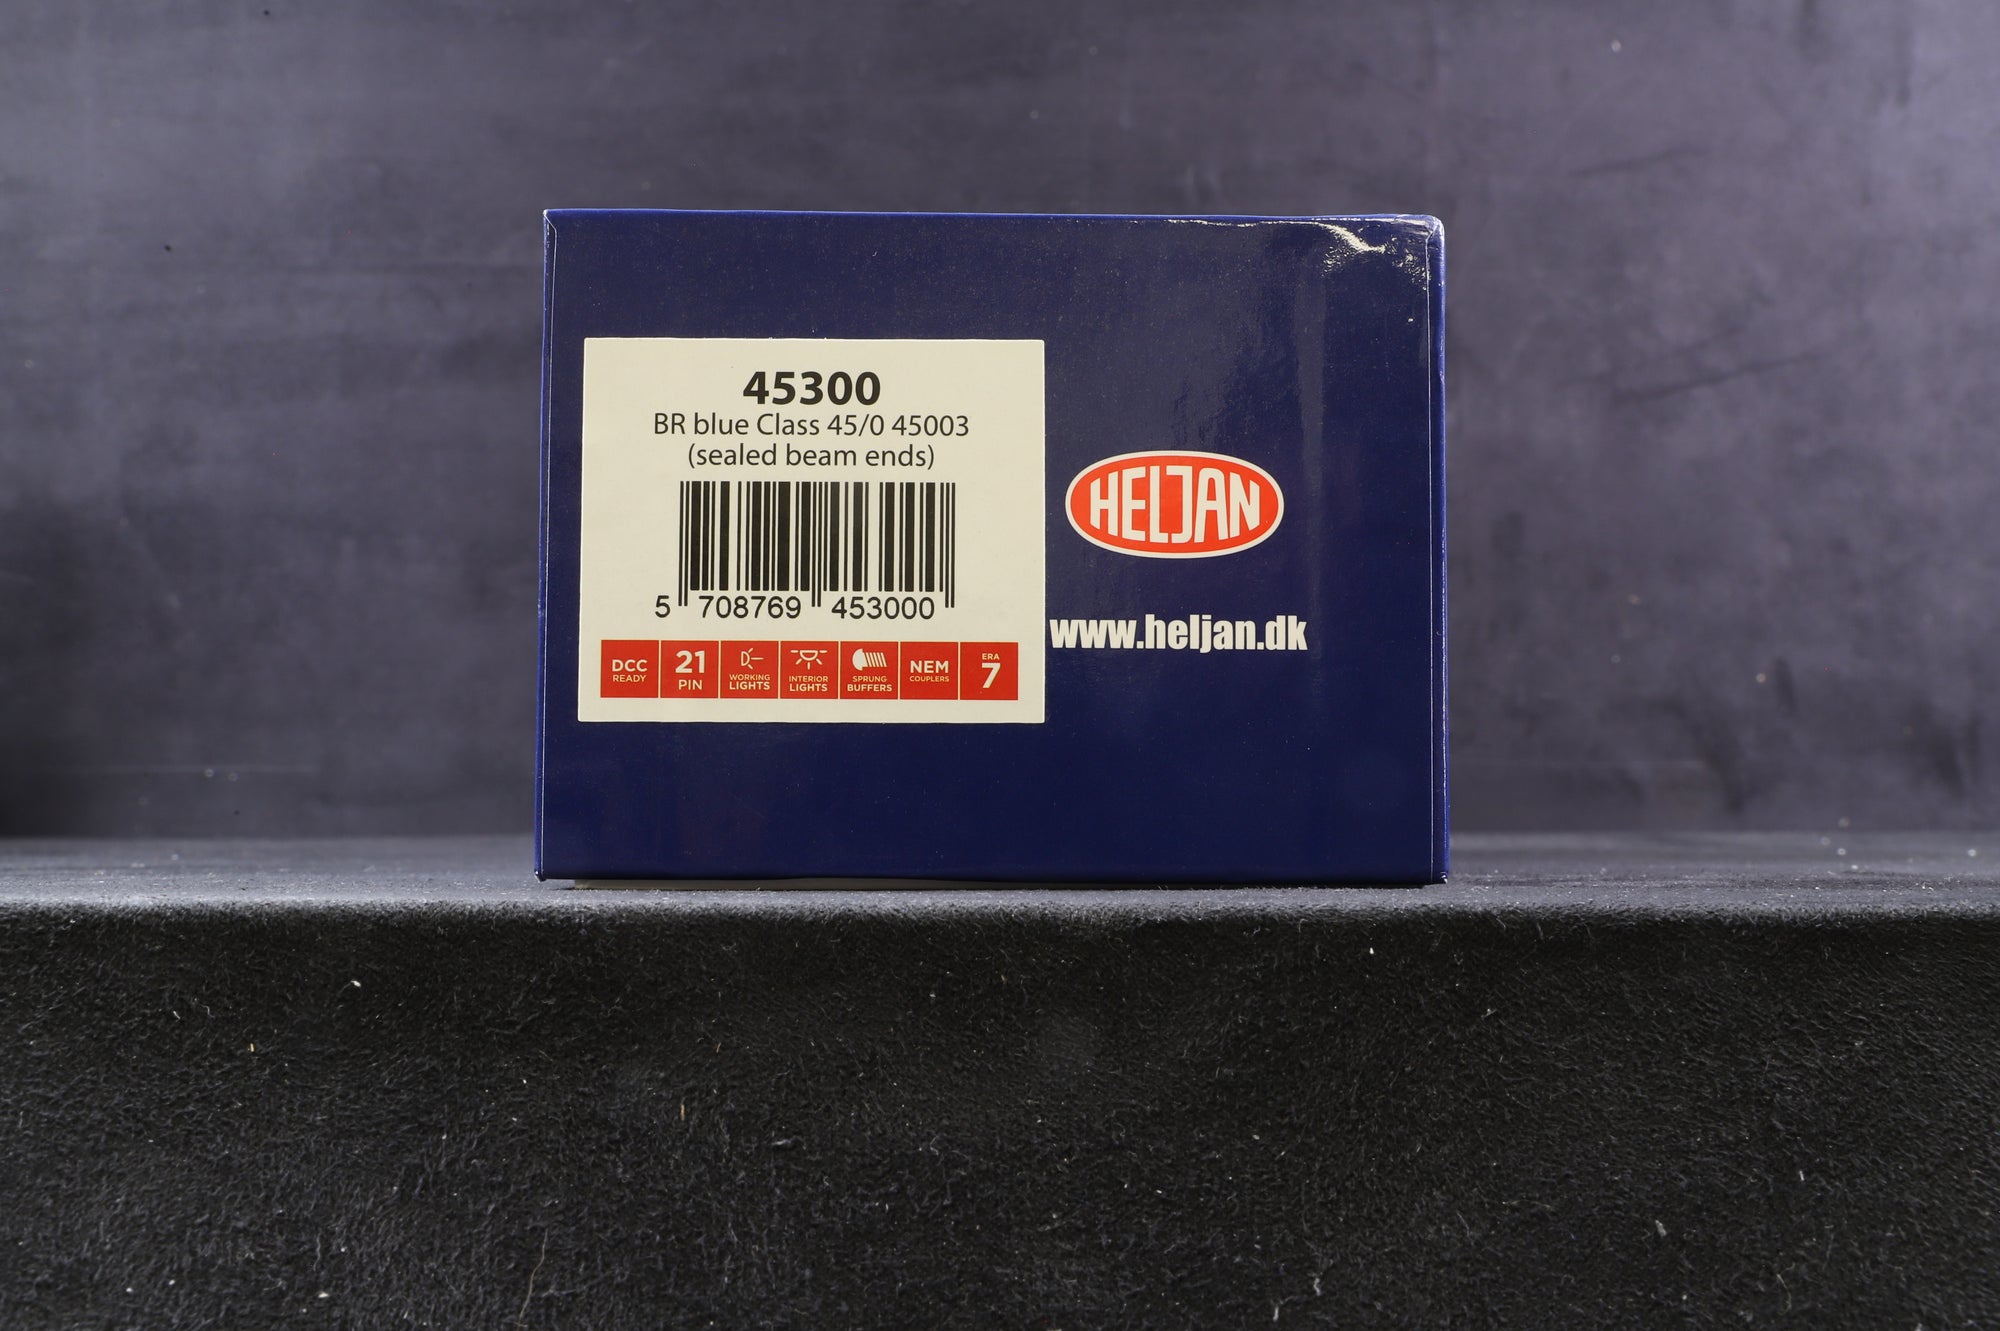 45300
BR blue Class 45/0 45003
(sealed beam ends)
5 708769 453000
DCC
READY
21
PIN
WORKING
LIGHTS
INTERIOR
LIGHTS
SPRUNG
BUFFERS
NEM
COUPLERS
ERA
7
HELJAN
www.heljan.dk